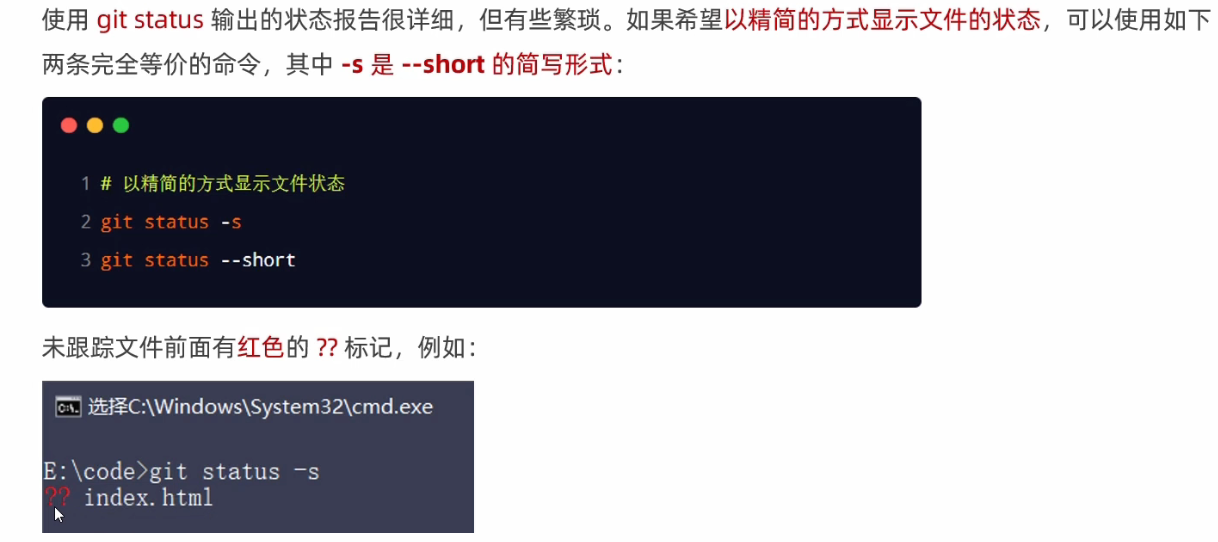 使用 git status 输出的状态报告很详细，但有些繁琐。如果希望以精简的方式显示文件的状态，可以使用如下
两条完全等价的命令，其中 -s 是 --short 的简写形式：
1 # 以精简的方式显示文件状态
2 git status -s
3 git status --short
未跟踪文件前面有红色的 ?? 标记，例如：
选择C:\Windows\System32\cmd.exe
E:\code>git status -s
?? index.html